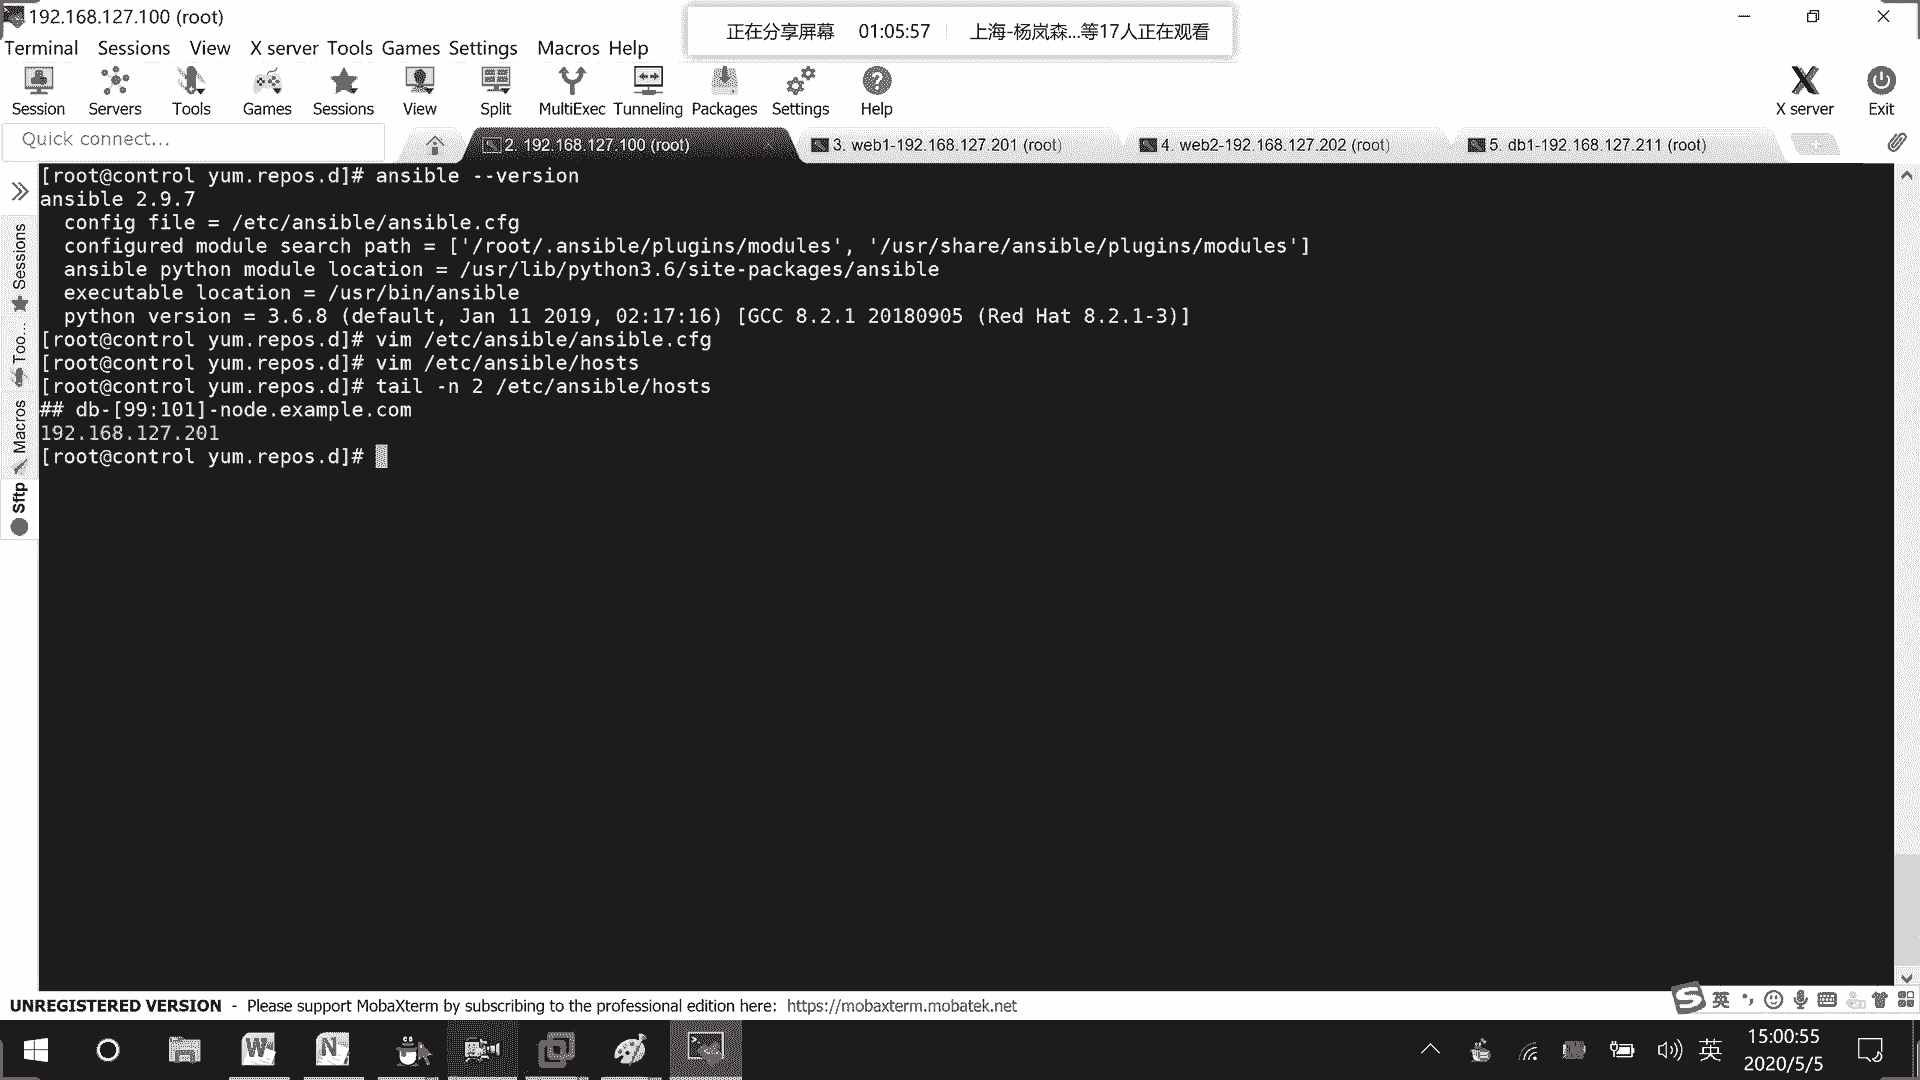 192.168.127.100 (root)
正在分享屏幕 01:05:57 上海-杨岚森...等17人正在观看
Terminal Sessions View X server Tools Games Settings Macros Help
Session Servers Tools Games Sessions View Split MultiExec Tunneling Packages Settings Help X server Exit
Quick connect... 2. 192.168.127.100 (root) 3. web1-192.168.127.201 (root) 4. web2-192.168.127.202 (root) 5. db1-192.168.127.211 (root)
[root@control yum.repos.d]# ansible --version
ansible 2.9.7
config file = /etc/ansible/ansible.cfg
configured module search path = ['/root/.ansible/plugins/modules', '/usr/share/ansible/plugins/modules']
ansible python module location = /usr/lib/python3.6/site-packages/ansible
executable location = /usr/bin/ansible
python version = 3.6.8 (default, Jan 11 2019, 02:17:16) [GCC 8.2.1 20180905 (Red Hat 8.2.1-3)]
[root@control yum.repos.d]# vim /etc/ansible/ansible.cfg
[root@control yum.repos.d]# vim /etc/ansible/hosts
[root@control yum.repos.d]# tail -n 2 /etc/ansible/hosts
## db-[99:101]-node.example.com
192.168.127.201
[root@control yum.repos.d]#
Sessions
Too...
Macros
Sftp
UNREGISTERED VERSION - Please support MobaXterm by subscribing to the professional edition here: https://mobaxterm.mobatek.net
英
英 15:00:55
2020/5/5